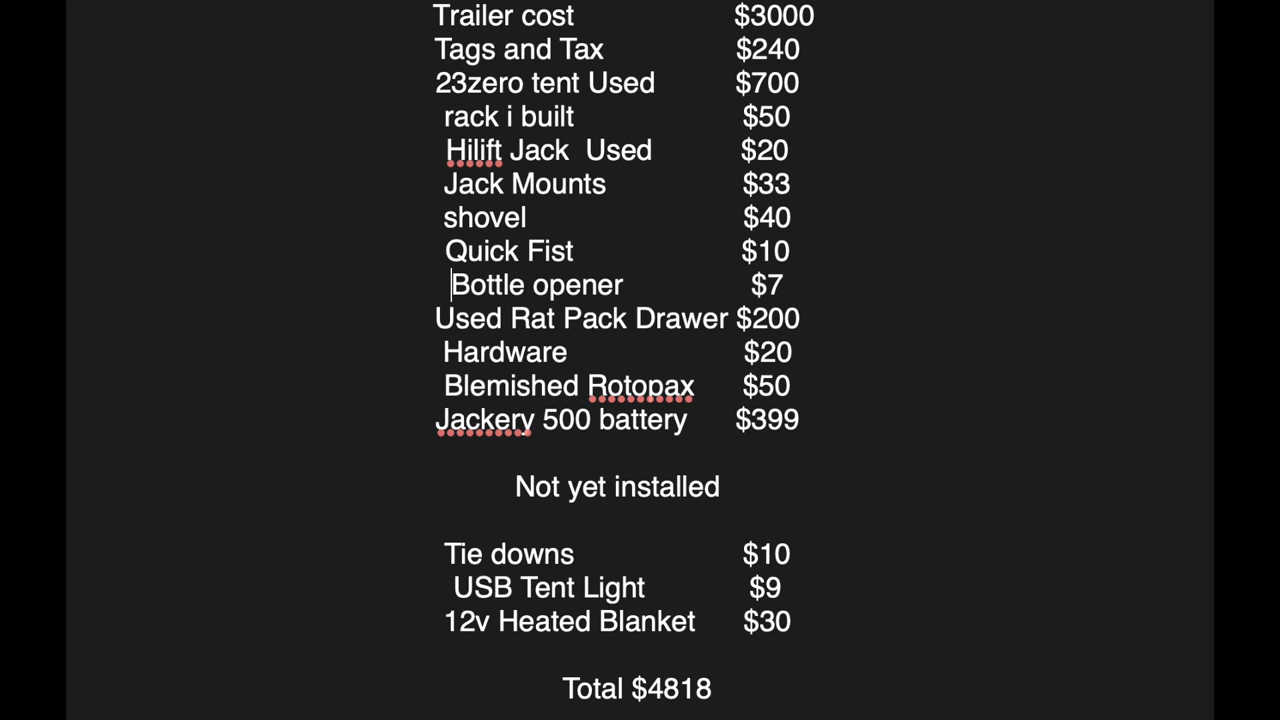 Trailer cost $3000
Tags and Tax $240
23zero tent Used $700
rack i built $50
Hilift Jack Used $20
Jack Mounts $33
shovel $40
Quick Fist $10
Bottle opener $7
Used Rat Pack Drawer $200
Hardware $20
Blemished Rotopax $50
Jackery 500 battery $399
Not yet installed
Tie downs $10
USB Tent Light $9
12v Heated Blanket $30
Total $4818